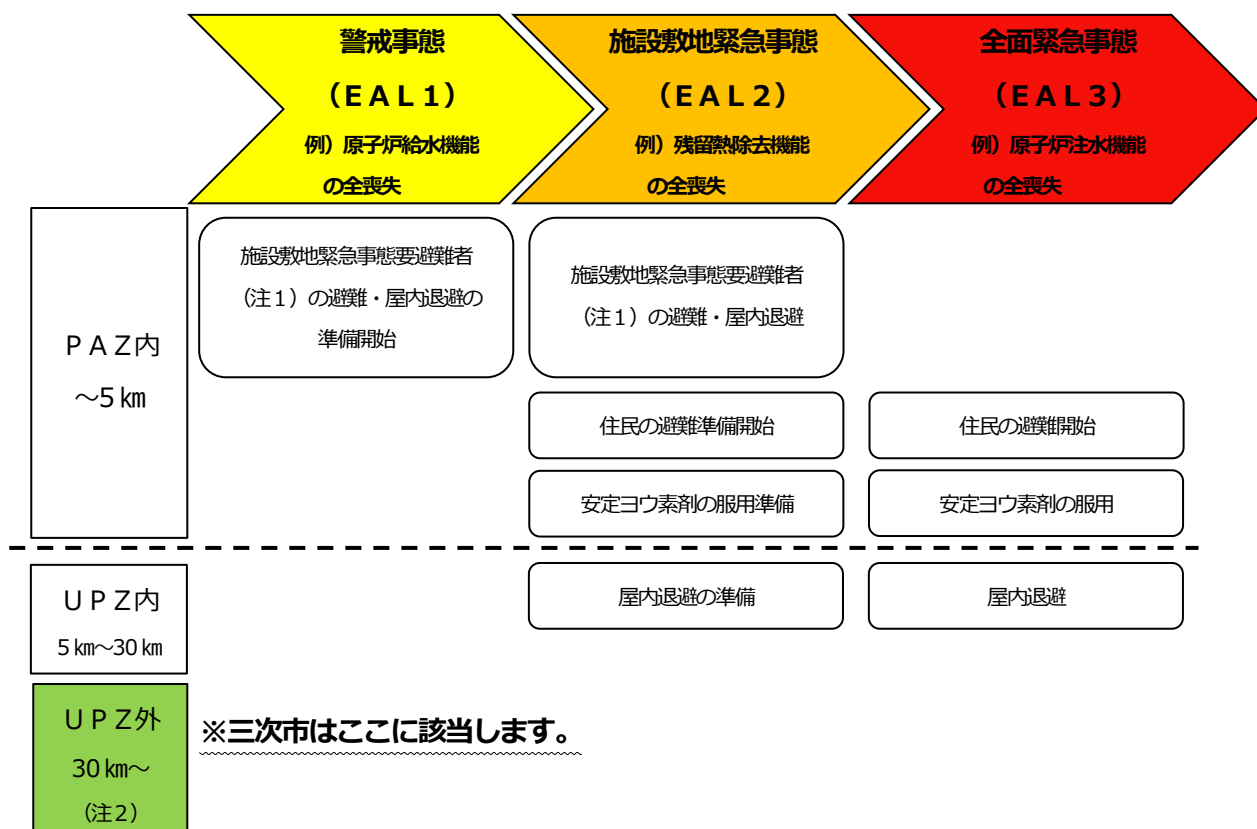 警戒事態
（ＥＡＬ１）
例）原子炉給水機能
の全喪失
施設敷地緊急事態
（ＥＡＬ２）
例）残留熱除去機能
の全喪失
全面緊急事態
（ＥＡＬ３）
例）原子炉注水機能
の全喪失
ＰＡＺ内
～5㎞
施設敷地緊急事態要避難者
（注１）の避難・屋内退避の
準備開始
施設敷地緊急事態要避難者
（注１）の避難・屋内退避
住民の避難準備開始
住民の避難開始
安定ヨウ素剤の服用準備
安定ヨウ素剤の服用
ＵＰＺ内
5㎞～30㎞
屋内退避の準備
屋内退避
ＵＰＺ外
30㎞～
（注２）
※三次市はここに該当します。